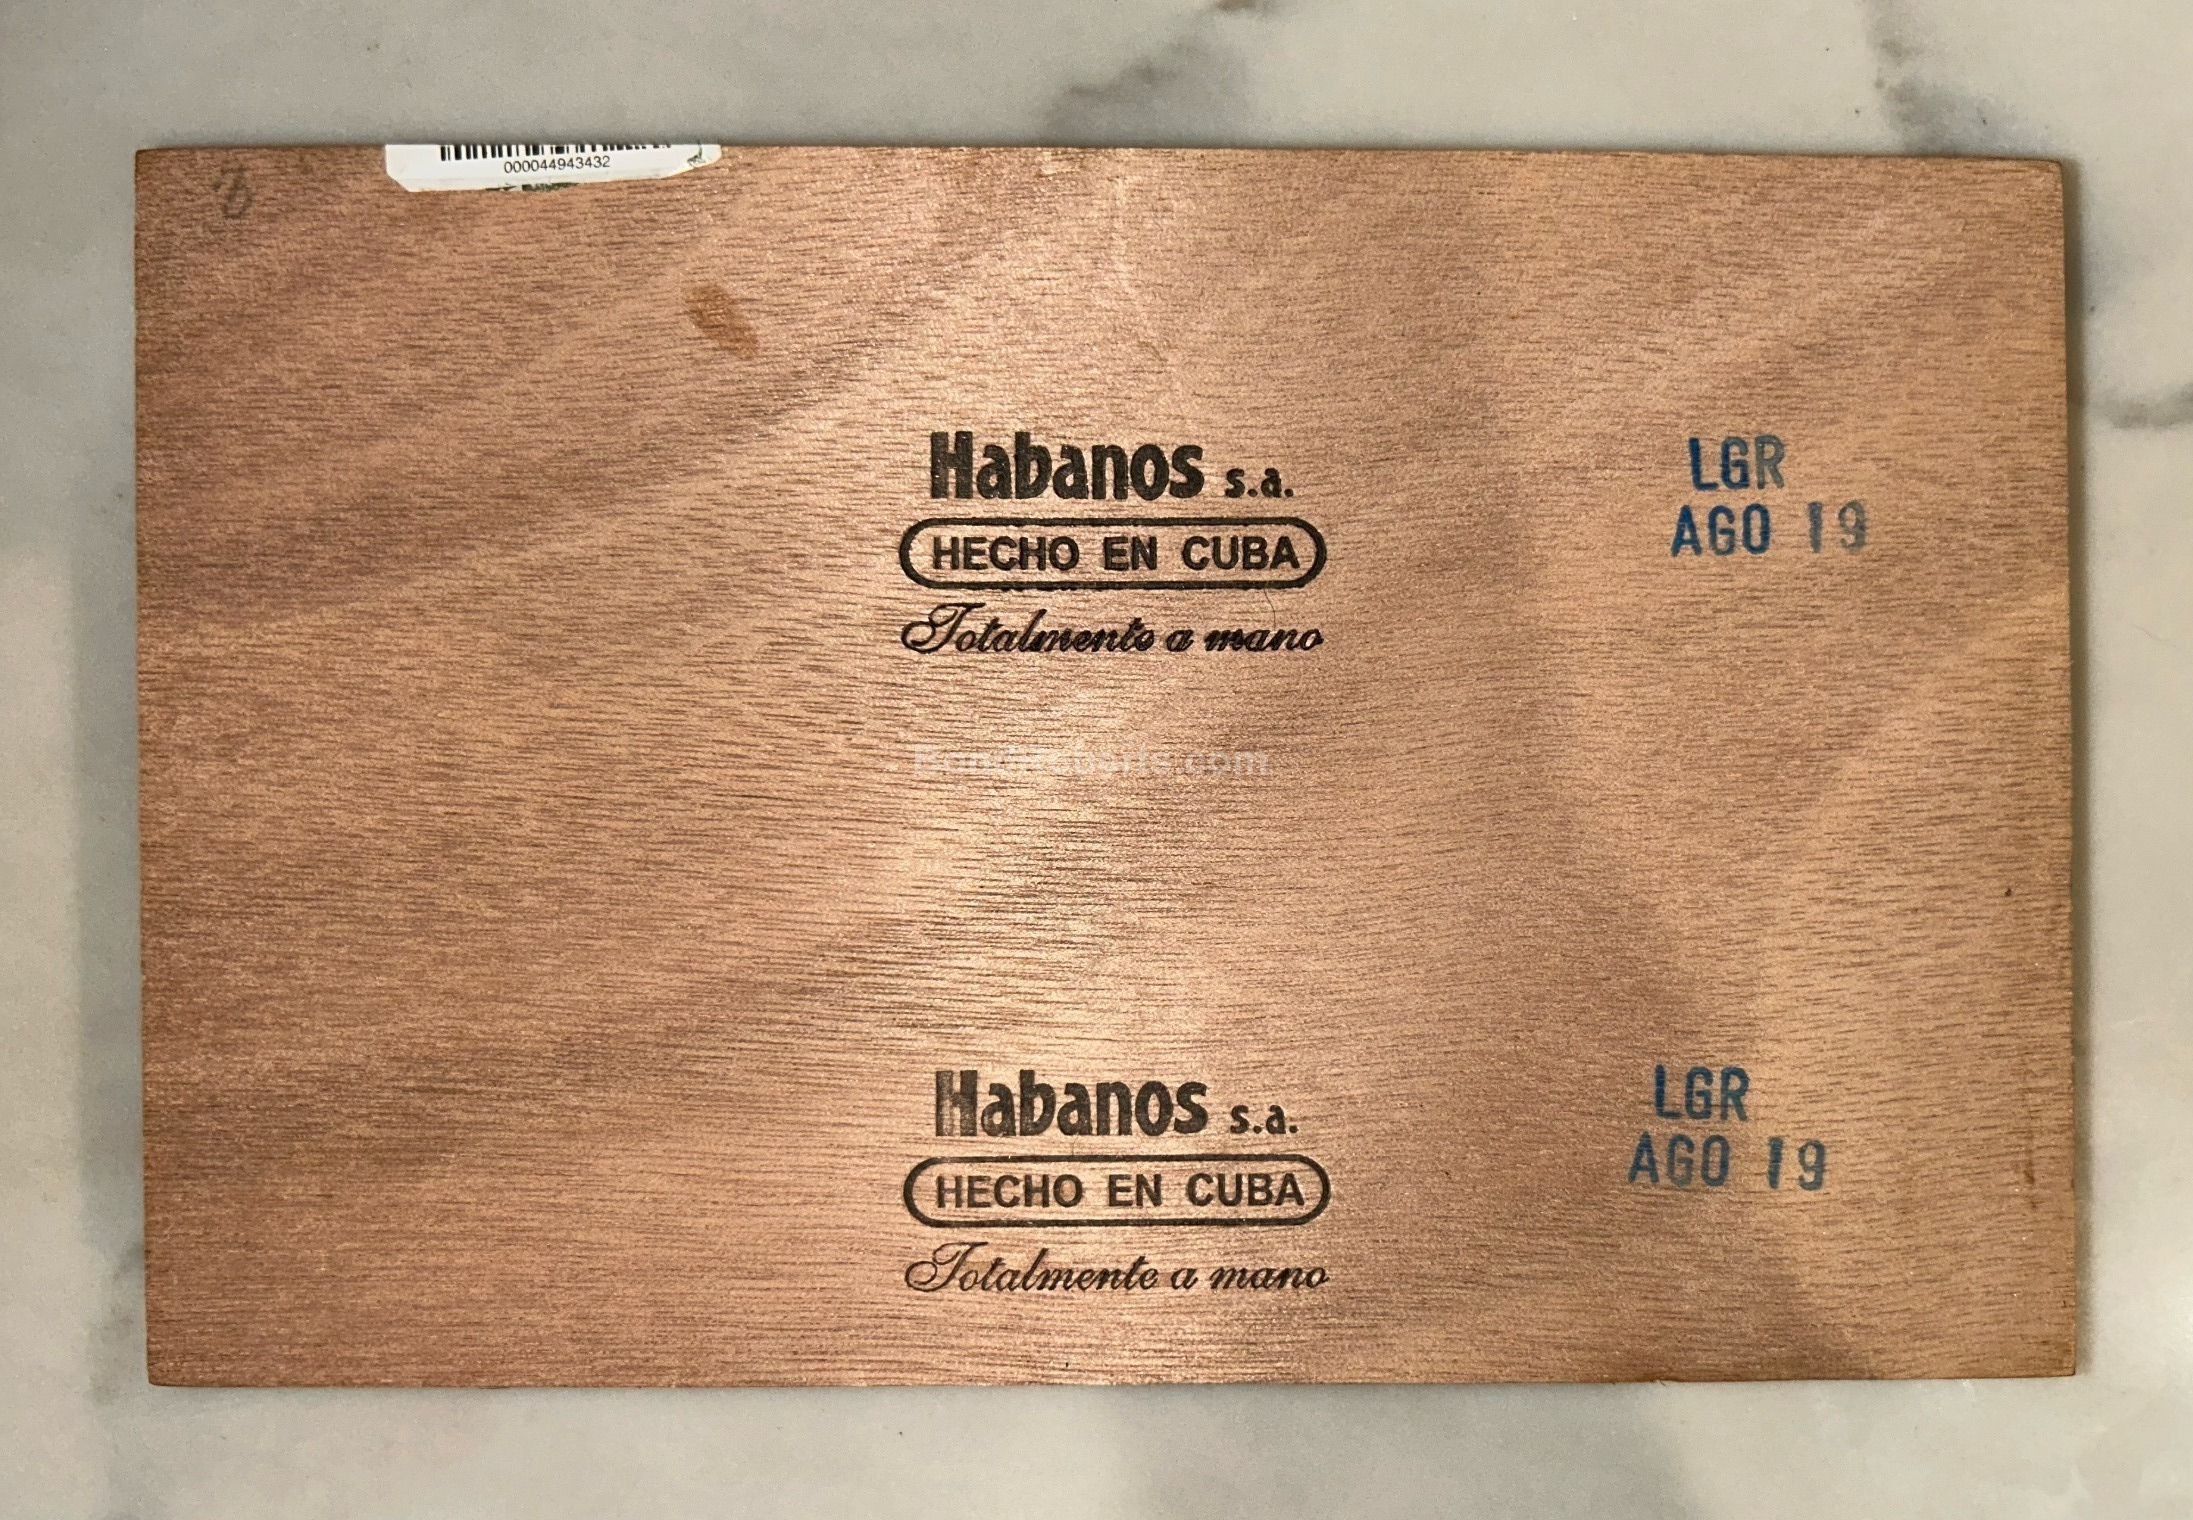 000044943432
8
Habanos s.a.
HECHO EN CUBA
Totalmente a mano
LGR
AGO 19
Habanos s.a.
HECHO EN CUBA
Totalmente a mano
LGR
AGO 19